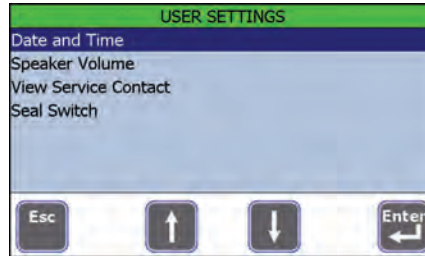 USER SETTINGS
Date and Time
Speaker Volume
View Service Contact
Seal Switch
Esc
Enter